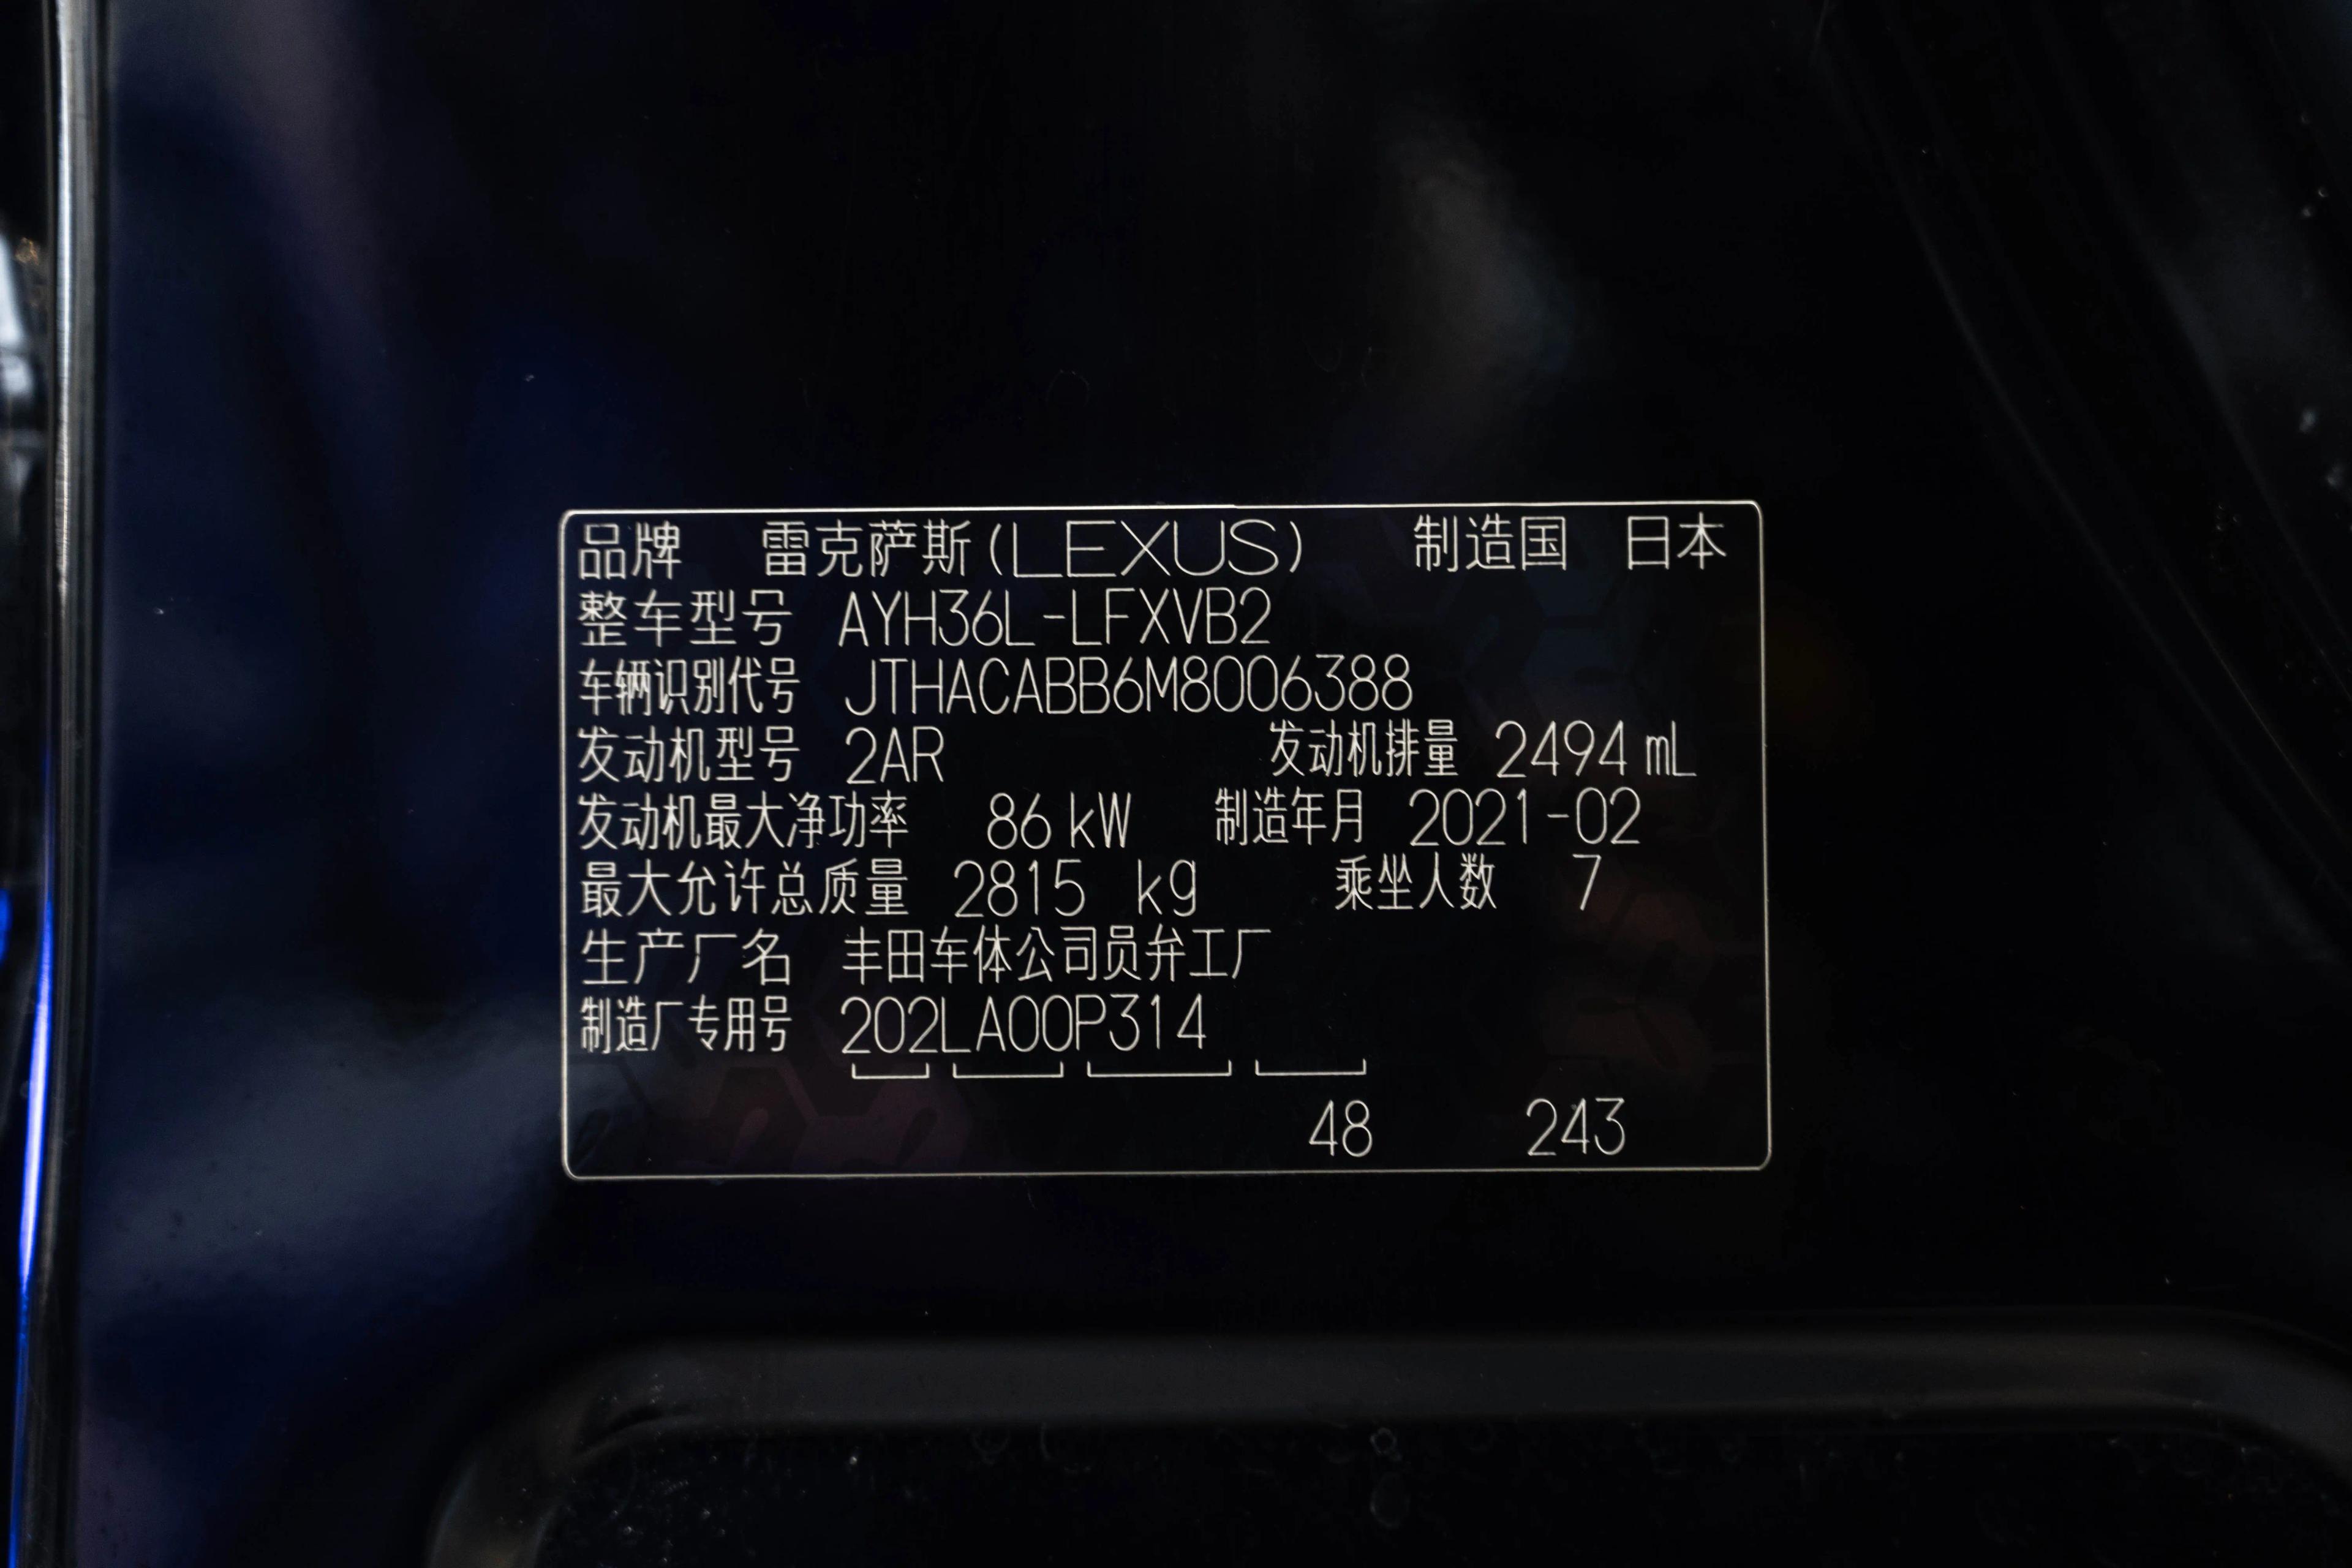 品牌 雷克萨斯(LEXUS) 制造国 日本
整车型号 AYH36L-LFXVB2
车辆识别代号 JTHACABB6M8006388
发动机型号 2AR 发动机排量 2494 mL
发动机最大净功率 86 kW 制造年月 2021-02
最大允许总质量 2815 kg 乘坐人数 7
生产厂名 丰田车体公司员弁工厂
制造厂专用号 202LA00P314
48 243